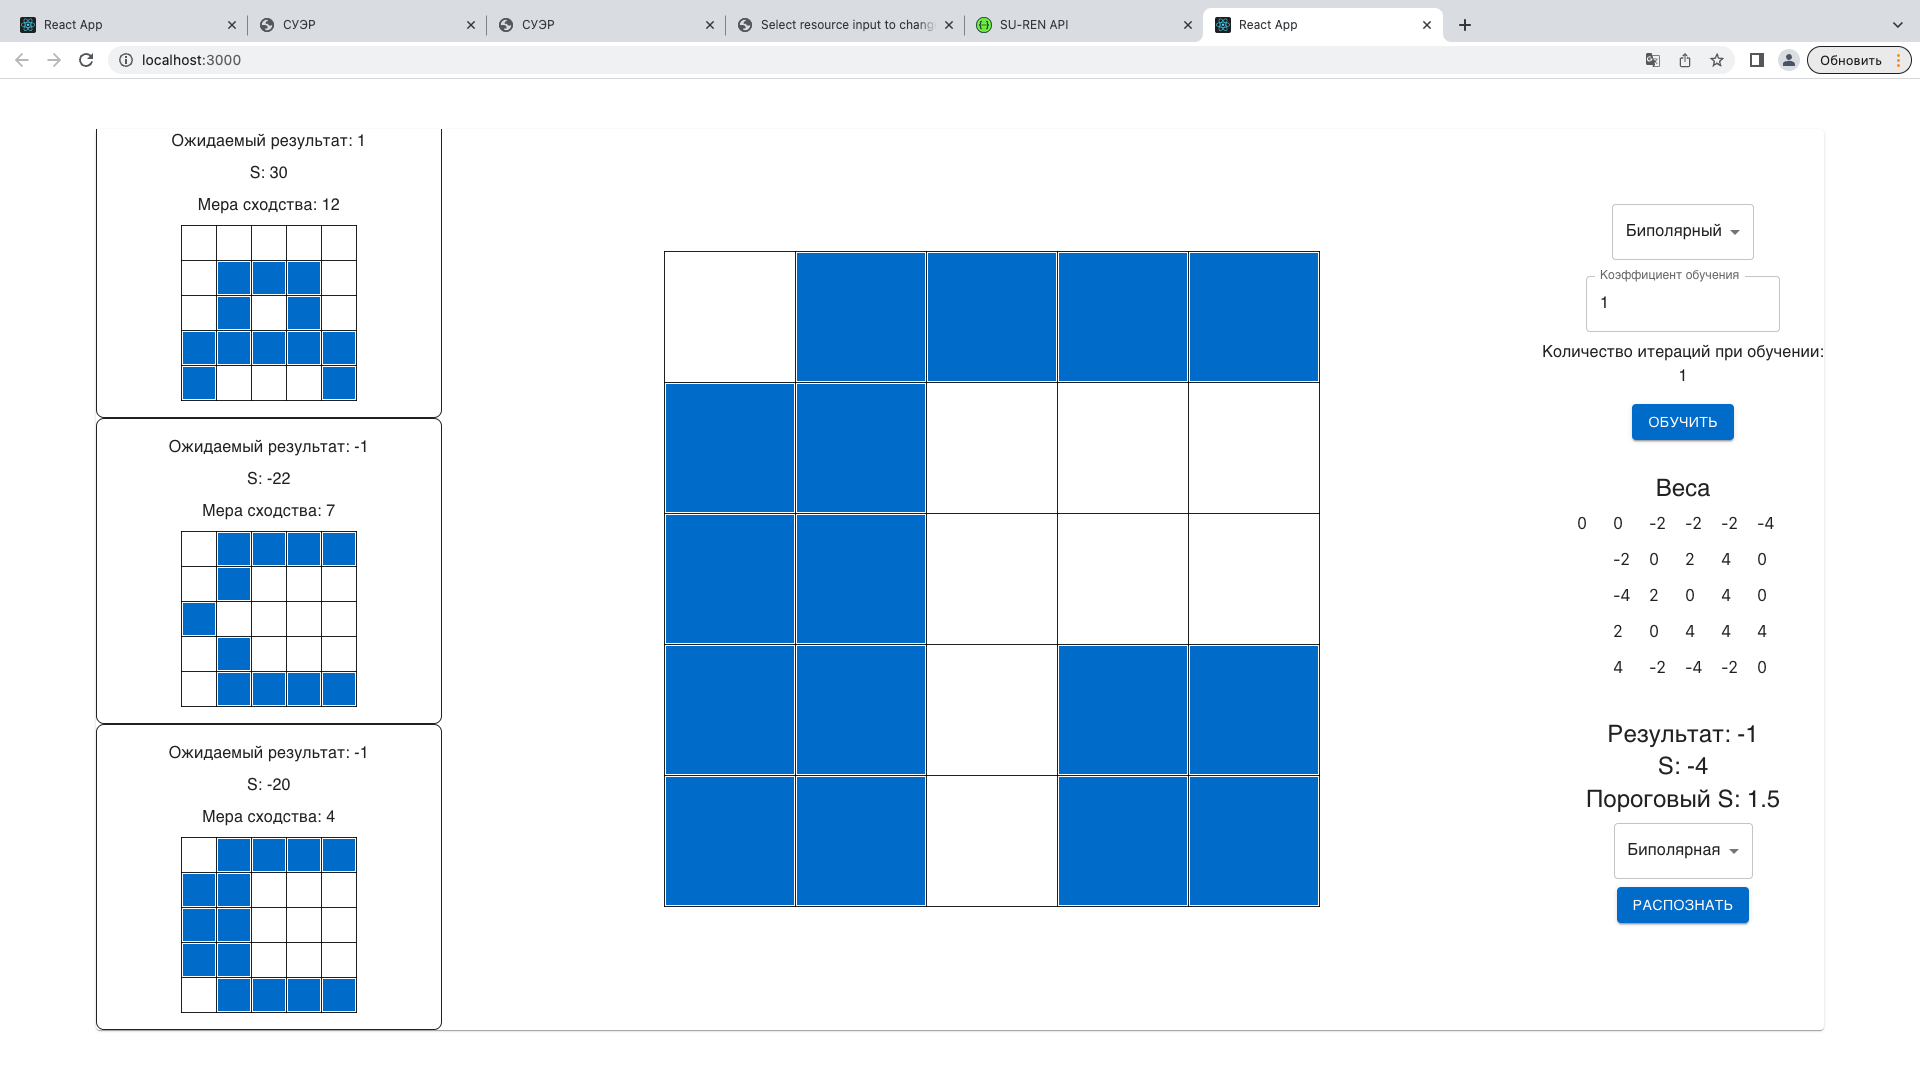 React App
СУЭР
СУЭР
Select resource input to chang
SU-REN API
React App
localhost:3000
Обновить
Ожидаемый результат: 1
S: 30
Мера сходства: 12
Ожидаемый результат: -1
S: -22
Мера сходства: 7
Ожидаемый результат: -1
S: -20
Мера сходства: 4
Биполярный
Коэффициент обучения
1
Количество итераций при обучении:
1
ОБУЧИТЬ
Веса
0 0 -2 -2 -2 -4
-2 0 2 4 0
-4 2 0 4 0
2 0 4 4 4
4 -2 -4 -2 0
Результат: -1
S: -4
Пороговый S: 1.5
Биполярная
РАСПОЗНАТЬ